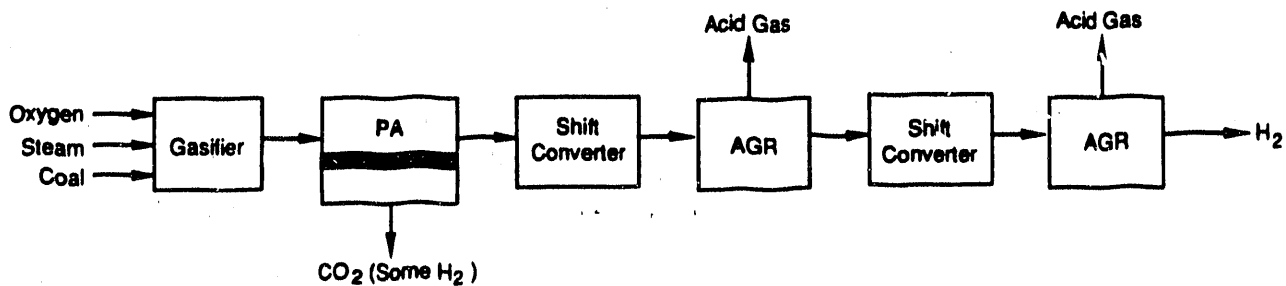 Acid Gas
Acid Gas
Oxygen
Steam
Coal
Gasifier
PA
Shift
Converter
AGR
Shift
Converter
AGR
H2
CO2 (Some H2)